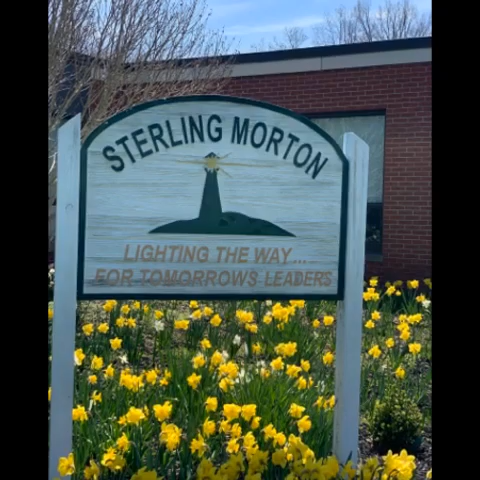 STERLING MORTON
LIGHTING THE WAY...
FOR TOMORROWS LEADERS